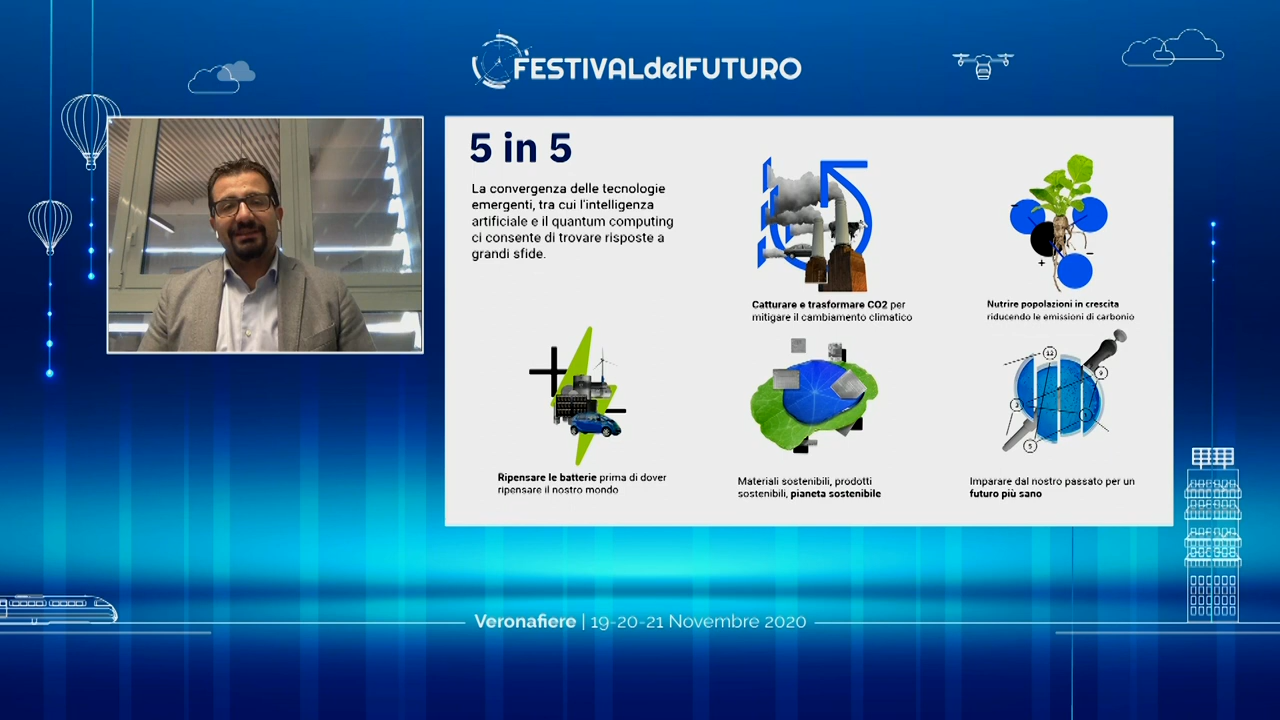 FESTIVALdelFUTURO
5 in 5
La convergenza delle tecnologie
emergenti, tra cui l'intelligenza
artificiale e il quantum computing
ci consente di trovare risposte a
grandi sfide.
Catturare e trasformare CO2 per
mitigare il cambiamento climatico
Nutrire popolazioni in crescita
riducendo le emissioni di carbonio
Ripensare le batterie prima di dover
ripensare il nostro mondo
Materiali sostenibili, prodotti
sostenibili, pianeta sostenibile
12
5
Imparare dal nostro passato per un
futuro più sano
Veronafiere | 19-20-21 Novembre 2020